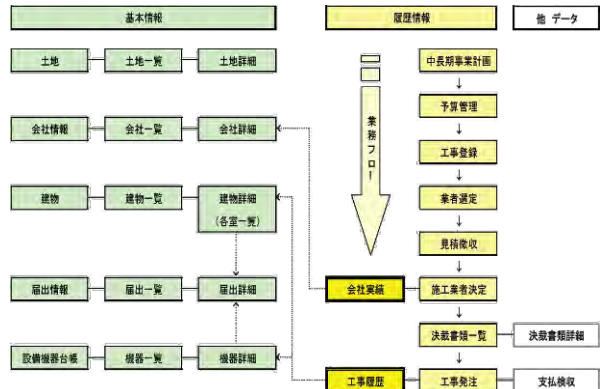 基本情報
履歴情報
他 データ
土地
土地一覧
土地詳細
中長期事業計画
予算管理
会社情報
会社一覧
会社詳細
業務フロー
工事登録
建物
建物一覧
建物詳細
(各室一覧)
業者選定
見積徴収
届出情報
届出一覧
届出詳細
会社実績
施工業者決定
決裁書類一覧
決裁書類詳細
設備機器台帳
機器一覧
機器詳細
工事履歴
工事発注
支払検収